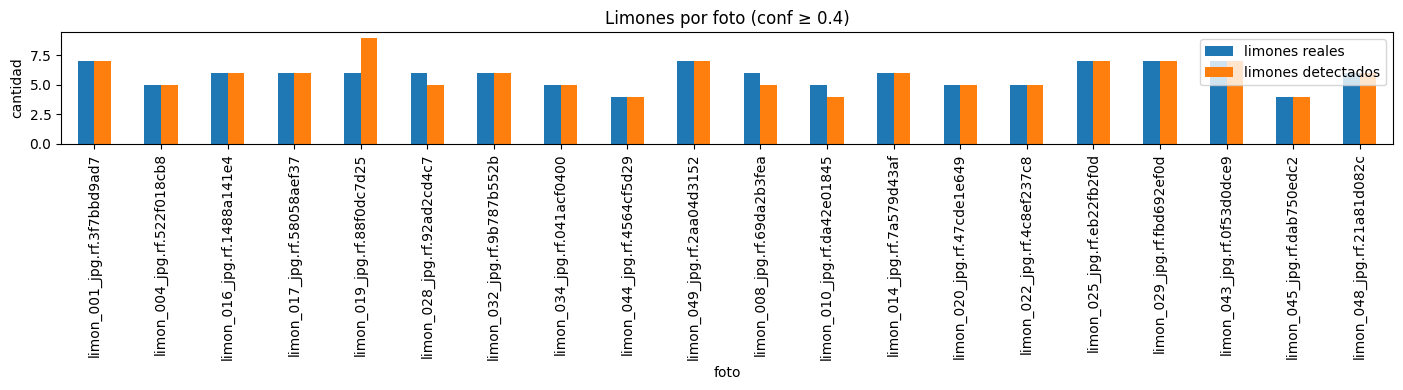 Limones por foto (conf ≥ 0.4)
cantidad
7.5
5.0
2.5
0.0
limones reales
limones detectados
limon_001_jpg.rf.3f7bbd9ad7
limon_004_jpg.rf.522f018cb8
limon_016_jpg.rf.1488a141e4
limon_017_jpg.rf.58058aef37
limon_019_jpg.rf.88f0dc7d25
limon_028_jpg.rf.92ad2cd4c7
limon_032_jpg.rf.9b787b552b
limon_034_jpg.rf.041acf0400
limon_044_jpg.rf.4564cf5d29
limon_049_jpg.rf.2aa04d3152
limon_008_jpg.rf.69da2b3fea
limon_010_jpg.rf.da42e01845
limon_014_jpg.rf.7a579d43af
limon_020_jpg.rf.47cde1e649
limon_022_jpg.rf.4c8ef237c8
limon_025_jpg.rf.eb22fb2f0d
limon_029_jpg.rf.fbd692ef0d
limon_043_jpg.rf.0f53d0dce9
limon_045_jpg.rf.dab750edc2
limon_048_jpg.rf.21a81d082c
foto